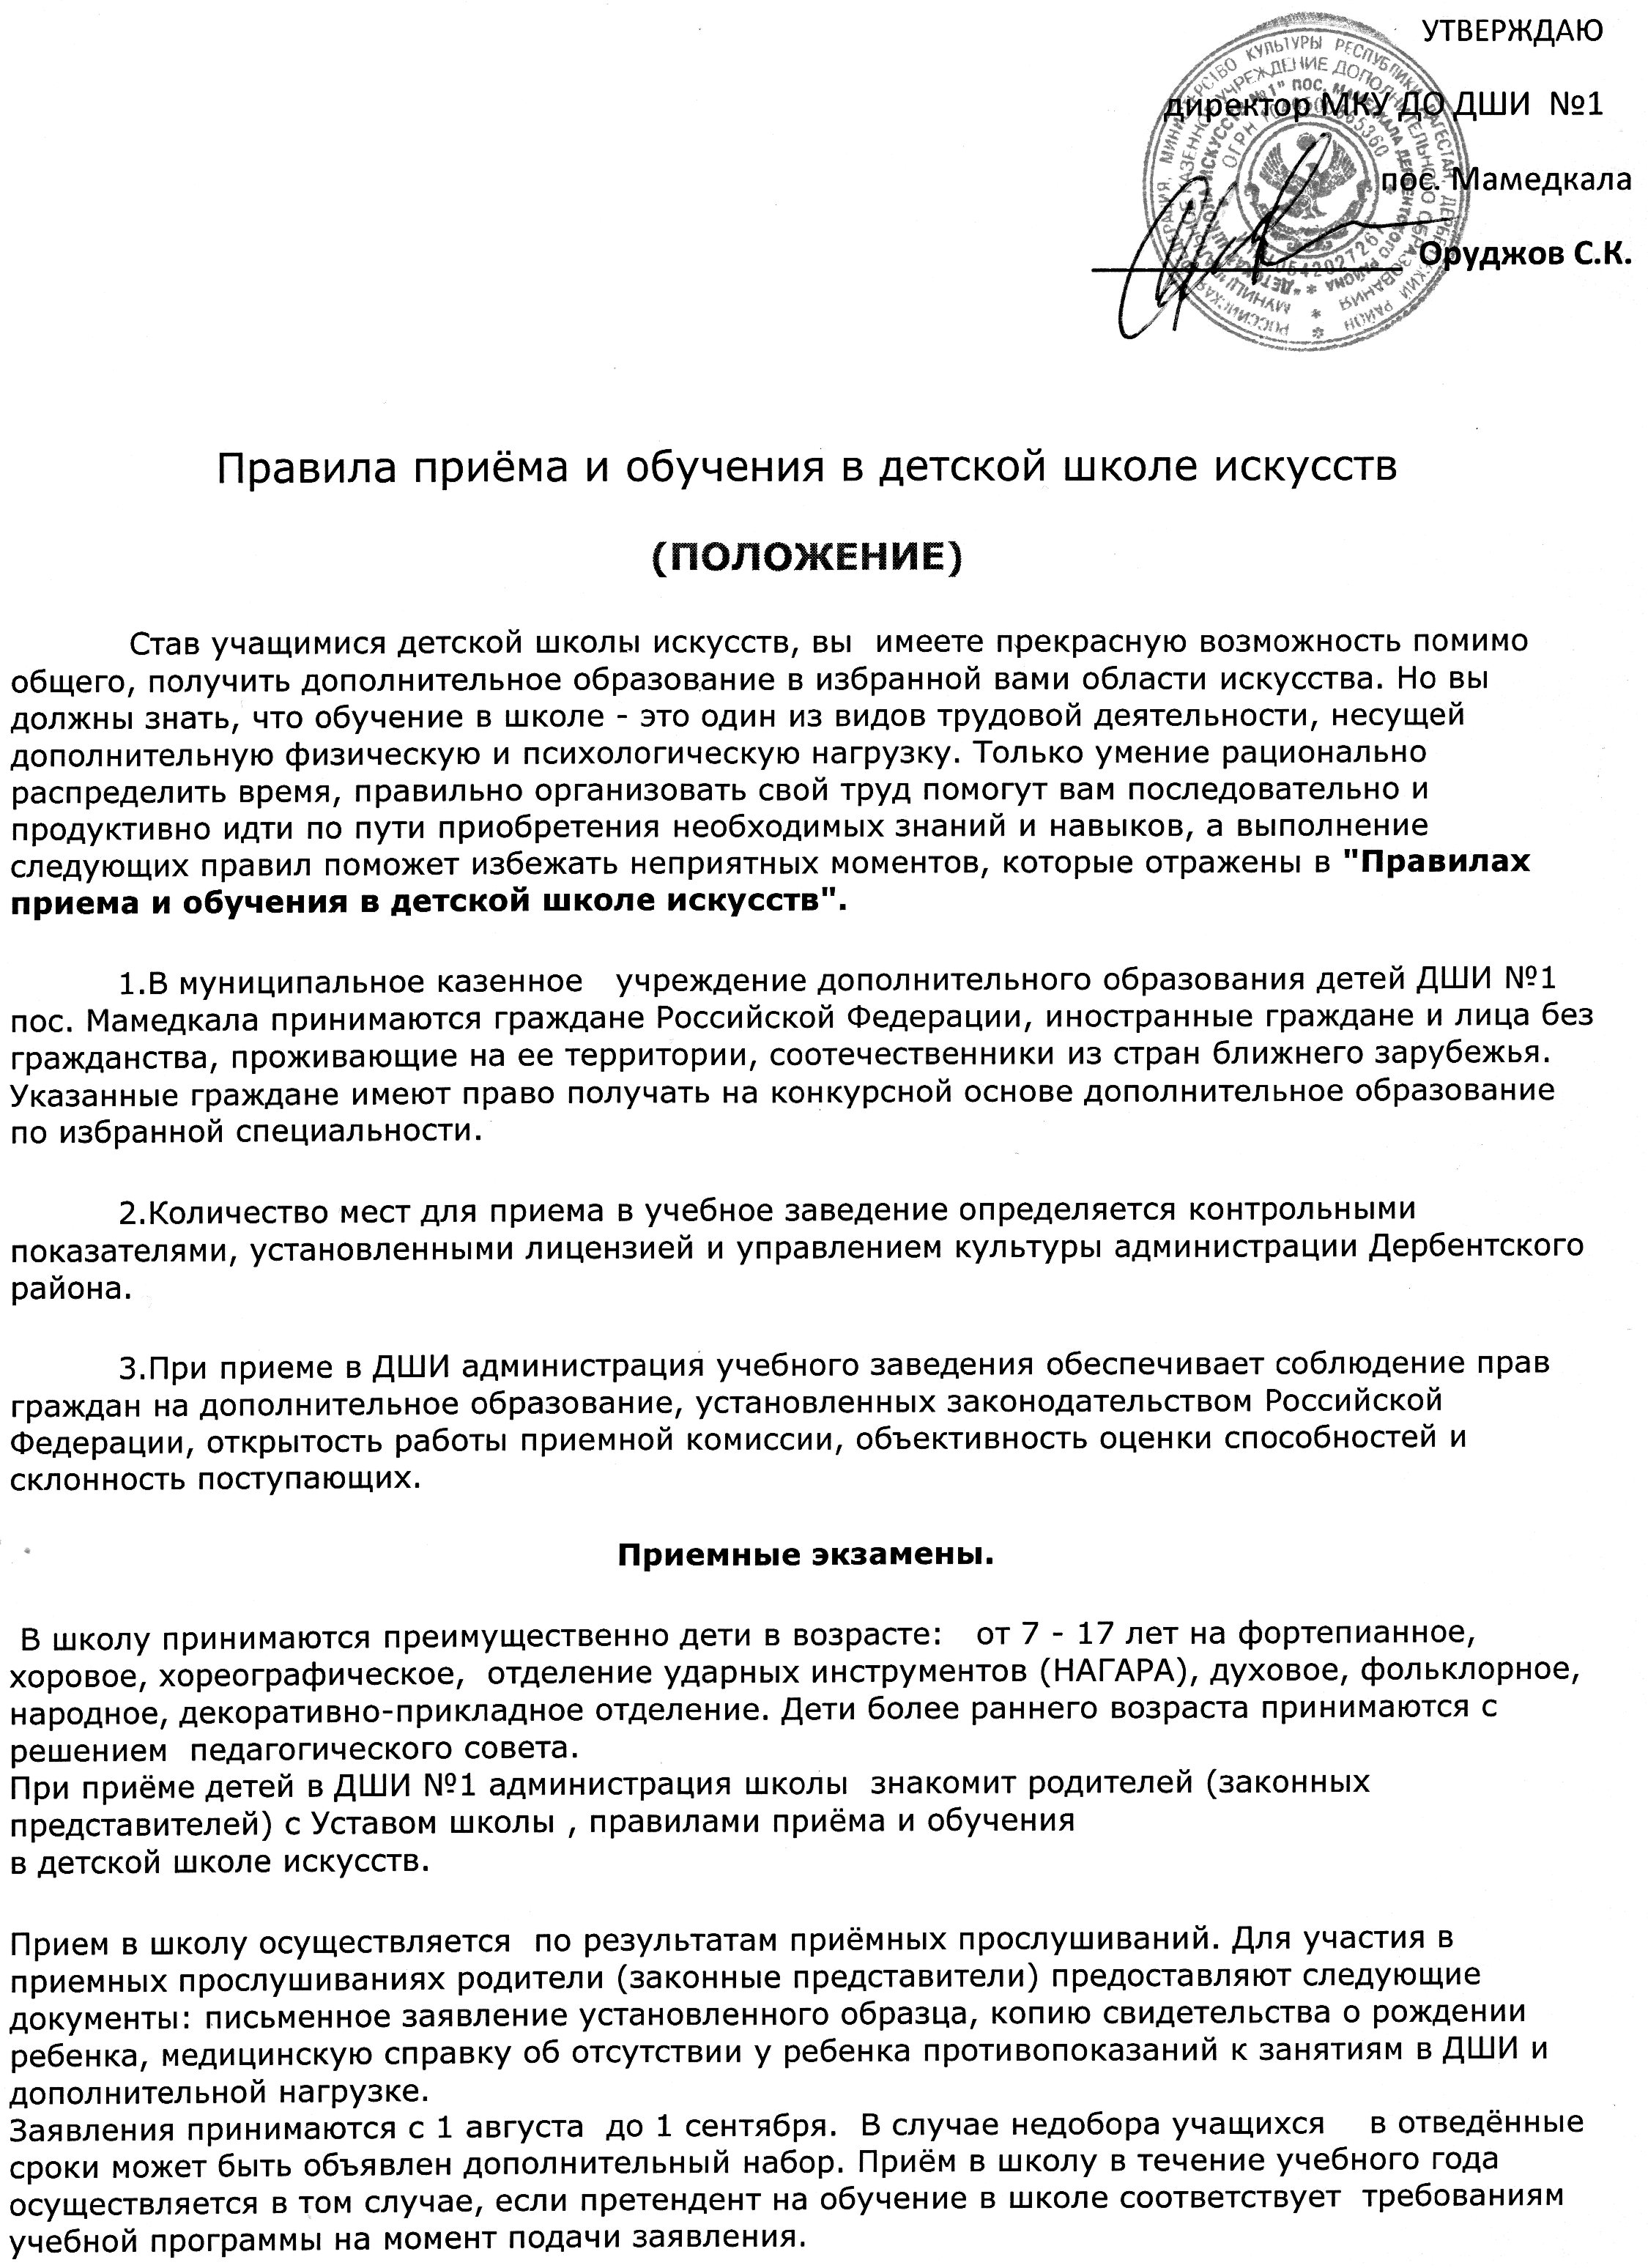 УТВЕРЖДАЮ
директор МКУ ДО ДШИ  №1
пос. Мамедкала
Оруджов С.К.
Правила приёма и обучения в детской школе искусств
(ПОЛОЖЕНИЕ)
Став учащимися детской школы искусств, вы  имеете прекрасную возможность помимо
общего, получить дополнительное образование в избранной вами области искусства. Но вы
должны знать, что обучение в школе - это один из видов трудовой деятельности, несущей
дополнительную физическую и психологическую нагрузку. Только умение рационально
распределить время, правильно организовать свой труд помогут вам последовательно и
продуктивно идти по пути приобретения необходимых знаний и навыков, а выполнение
следующих правил поможет избежать неприятных моментов, которые отражены в "Правилах
приема и обучения в детской школе искусств".
1.В муниципальное казенное   учреждение дополнительного образования детей ДШИ №1
пос. Мамедкала принимаются граждане Российской Федерации, иностранные граждане и лица без
гражданства, проживающие на ее территории, соотечественники из стран ближнего зарубежья.
Указанные граждане имеют право получать на конкурсной основе дополнительное образование
по избранной специальности.
2.Количество мест для приема в учебное заведение определяется контрольными
показателями, установленными лицензией и управлением культуры администрации Дербентского
района.
3.При приеме в ДШИ администрация учебного заведения обеспечивает соблюдение прав
граждан на дополнительное образование, установленных законодательством Российской
Федерации, открытость работы приемной комиссии, объективность оценки способностей и
склонность поступающих.
Приемные экзамены.
В школу принимаются преимущественно дети в возрасте:   от 7 - 17 лет на фортепианное,
хоровое, хореографическое,  отделение ударных инструментов (НАГАРА), духовое, фольклорное,
народное, декоративно-прикладное отделение. Дети более раннего возраста принимаются с
решением  педагогического совета.
При приёме детей в ДШИ №1 администрация школы  знакомит родителей (законных
представителей) с Уставом школы , правилами приёма и обучения
в детской школе искусств.
Прием в школу осуществляется  по результатам приёмных прослушиваний. Для участия в
приемных прослушиваниях родители (законные представители) предоставляют следующие
документы: письменное заявление установленного образца, копию свидетельства о рождении
ребенка, медицинскую справку об отсутствии у ребенка противопоказаний к занятиям в ДШИ и
дополнительной нагрузке.
Заявления принимаются с 1 августа  до 1 сентября.  В случае недобора учащихся    в отведённые
сроки может быть объявлен дополнительный набор. Приём в школу в течение учебного года
осуществляется в том случае, если претендент на обучение в школе соответствует  требованиям
учебной программы на момент подачи заявления.